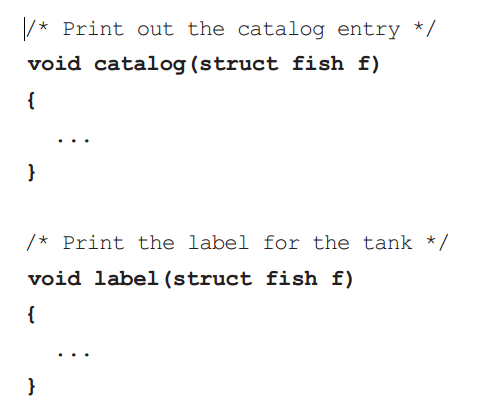 /* Print out the catalog entry */
void catalog(struct fish f)
{
...
}
/* Print the label for the tank */
void label(struct fish f)
{
...
}